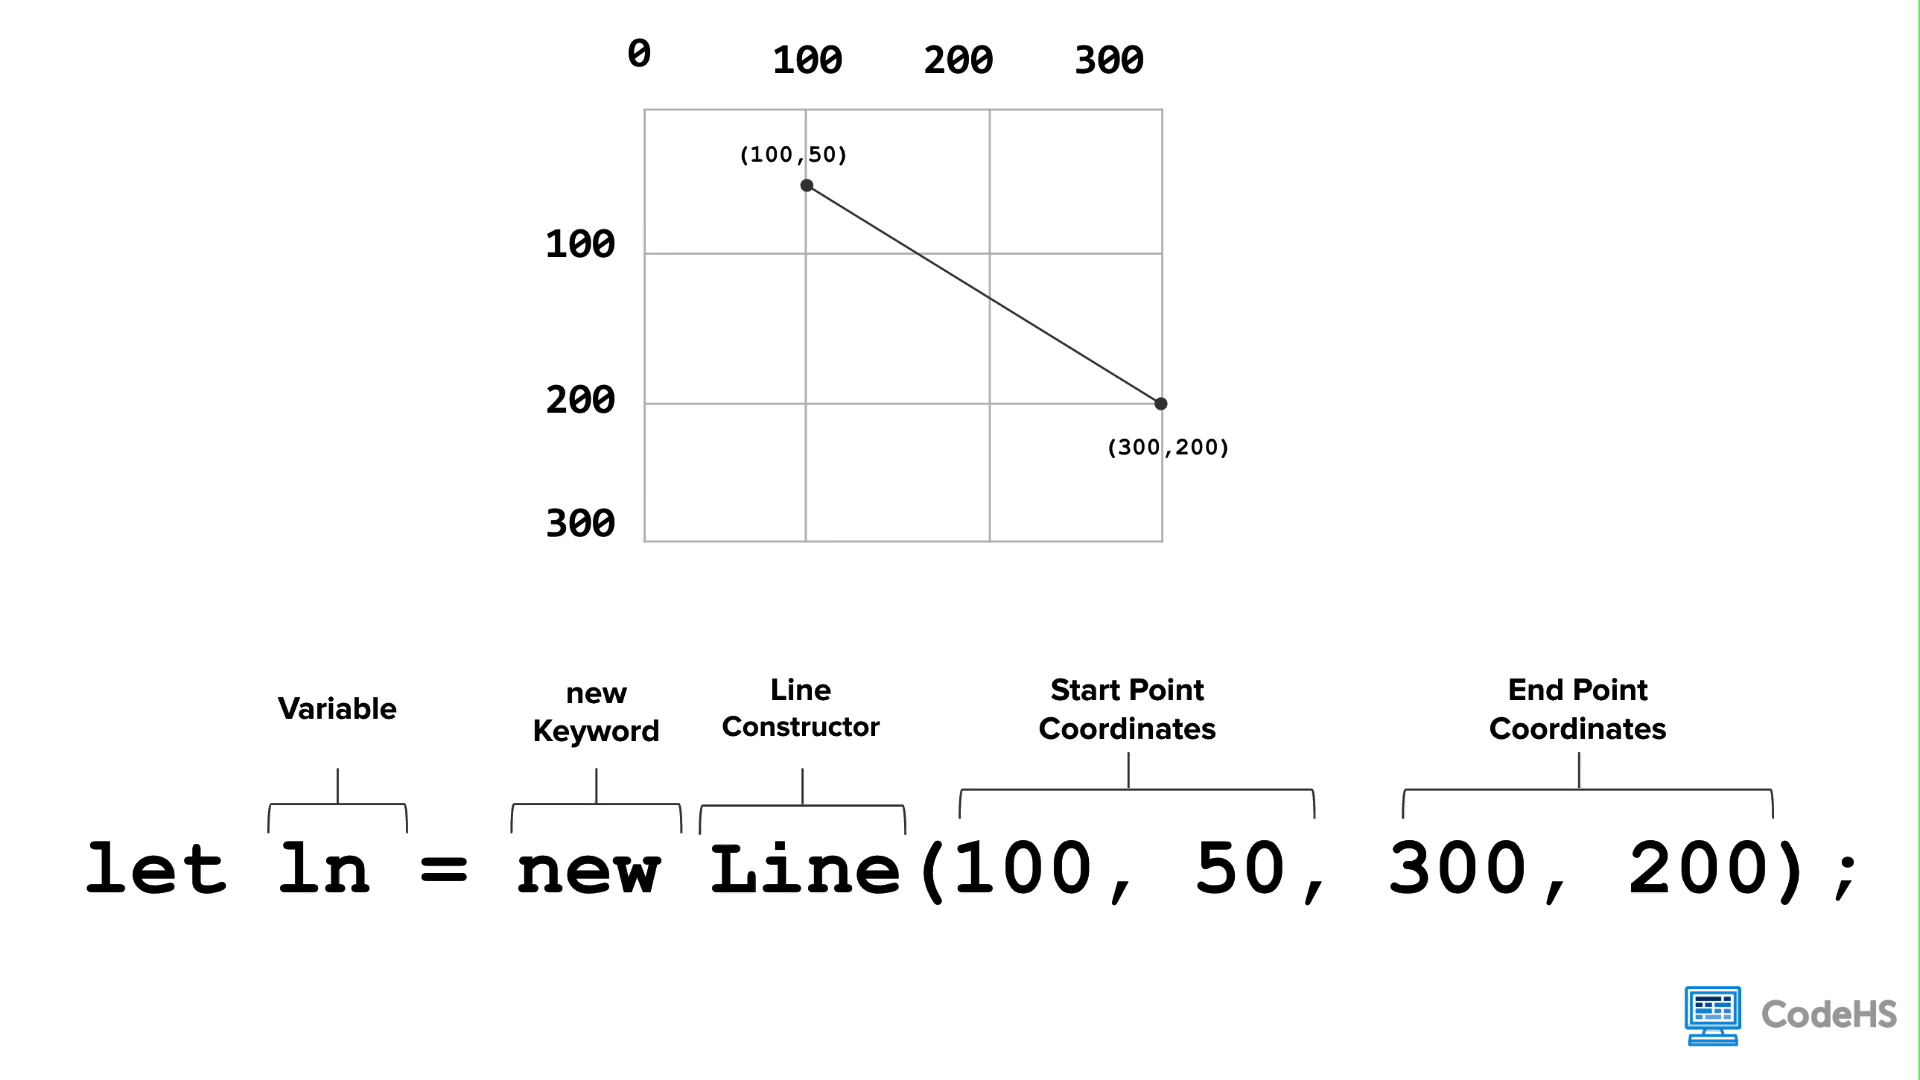 0 100 200 300
(100,50)
100
200
(300,200)
300
Variable
new
Keyword
Line
Constructor
Start Point
Coordinates
End Point
Coordinates
let ln = new Line(100, 50, 300, 200);
CodeHS